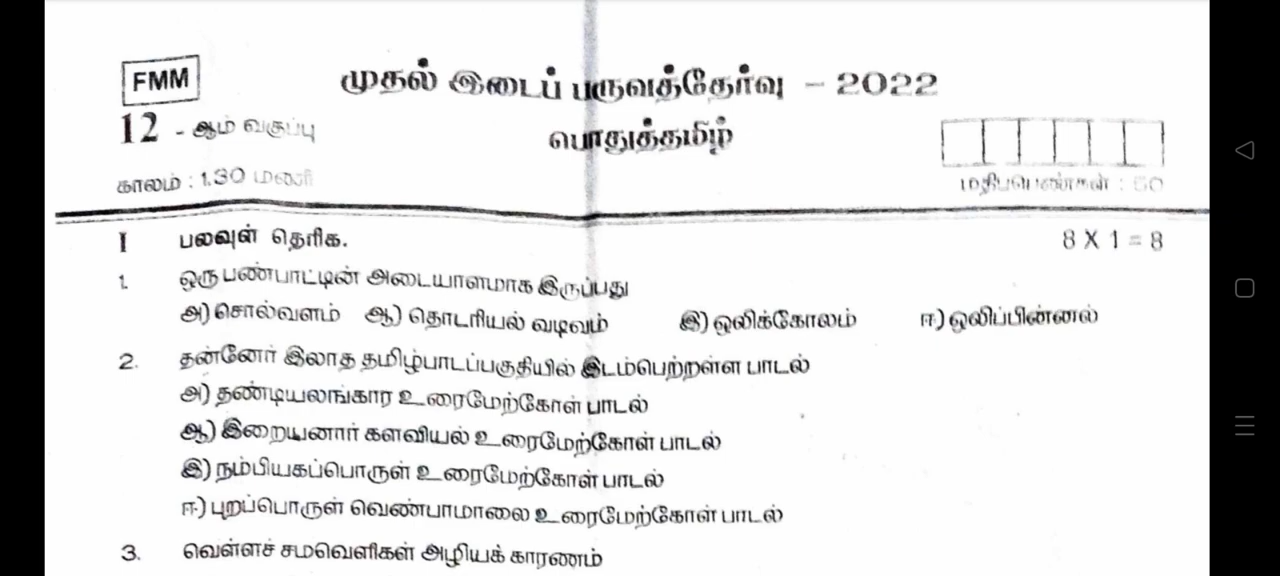 FMM
முதல் இடைப் பருவத்தேர்வு - 2022
12 - ஆம் வகுப்பு
பொதுத்தமிழ்
காலம் : 1.30 மணி
மதிப்பெண்கள் : 50
I பலவுள் தெரிக. 8 X 1 = 8
1. ஒரு பண்பாட்டின் அடையாளமாக இருப்பது
அ) சொல்வளம் ஆ) தொடரியல் வடிவம் இ) ஒலிக்கோலம் ஈ) ஒலிப்பின்னல்
2. தன்னேர் இலாத தமிழ்பாடப்பகுதியில் இடம்பெற்றள்ள பாடல்
அ) தண்டியலங்கார உரைமேற்கோள் பாடல்
ஆ) இறையனார் களவியல் உரைமேற்கோள் பாடல்
இ) நம்பியகப்பொருள் உரைமேற்கோள் பாடல்
ஈ) புறப்பொருள் வெண்பாமாலை உரைமேற்கோள் பாடல்
3. வெள்ளச் சமவெளிகள் அழியக் காரணம்